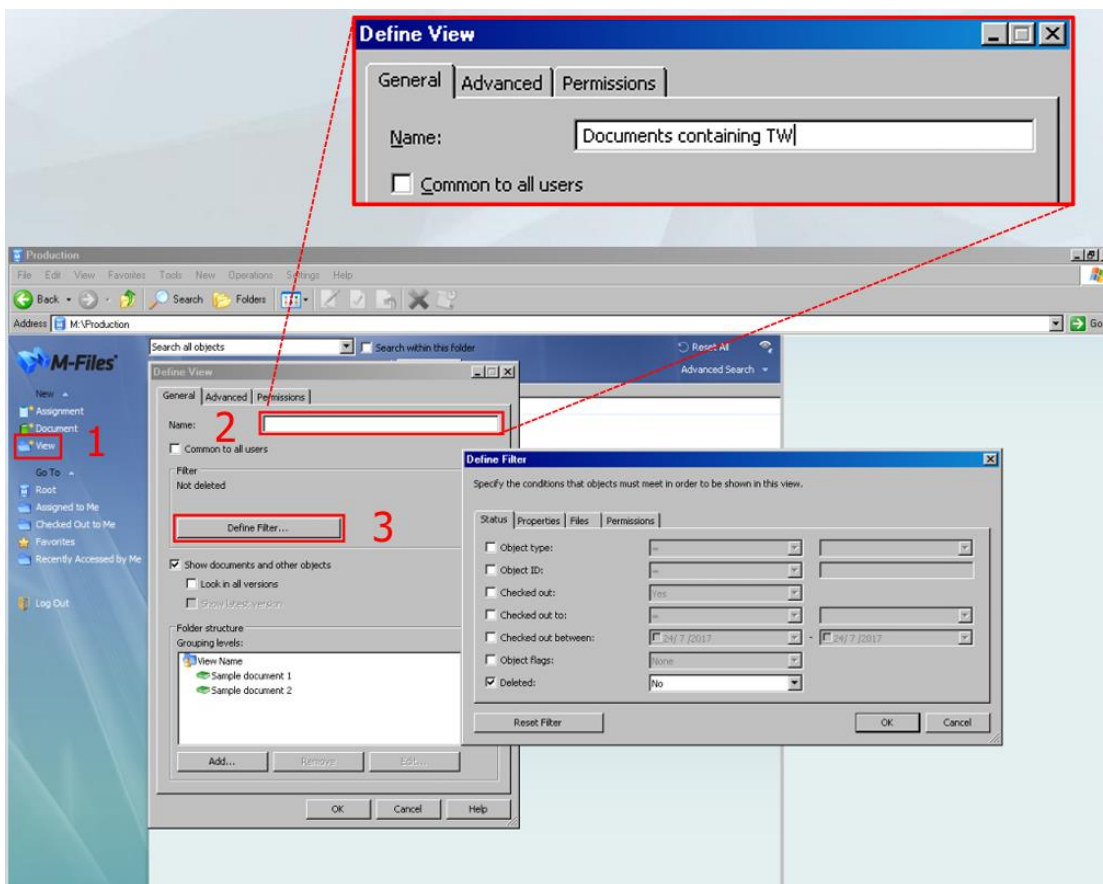 Define View
General Advanced Permissions
Name: Documents containing TW
Common to all users
Production
File Edit View Favorites Tools New Operations Settings Help
Back Search Folders
Address M:\Production Go
M-Files
Search all objects Search within this folder Reset All
Advanced Search
New
Assignment
Document
View 1
Go To
Root
Assigned to Me
Checked Out to Me
Favorites
Recently Accessed by Me
Log Out
Define View
General Advanced Permissions
Name: 2
Common to all users
Filter
Not deleted
Define Filter... 3
Show documents and other objects
Look in all versions
Show latest version
Folder structure
Grouping levels:
View Name
Sample document 1
Sample document 2
Add... Remove Edit...
OK Cancel Help
Define Filter
Specify the conditions that objects must meet in order to be shown in this view.
Status Properties Files Permissions
Object type: =
Object ID: =
Checked out: Yes
Checked out to: =
Checked out between: 24/ 7 /2017 - 24/ 7 /2017
Object flags: None
Deleted: No
Reset Filter OK Cancel